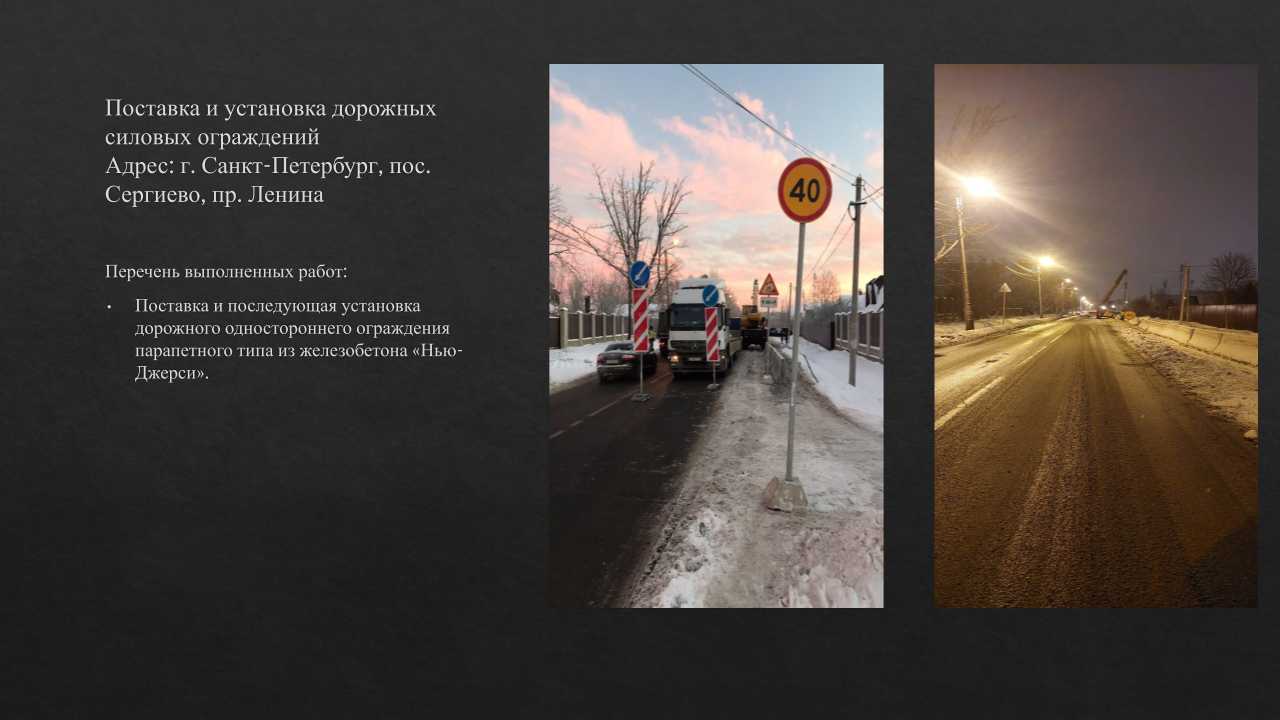 Поставка и установка дорожных
силовых ограждений
Адрес: г. Санкт-Петербург, пос.
Сергиево, пр. Ленина
Перечень выполненных работ:
• Поставка и последующая установка
дорожного одностороннего ограждения
парапетного типа из железобетона «Нью-
Джерси».
40